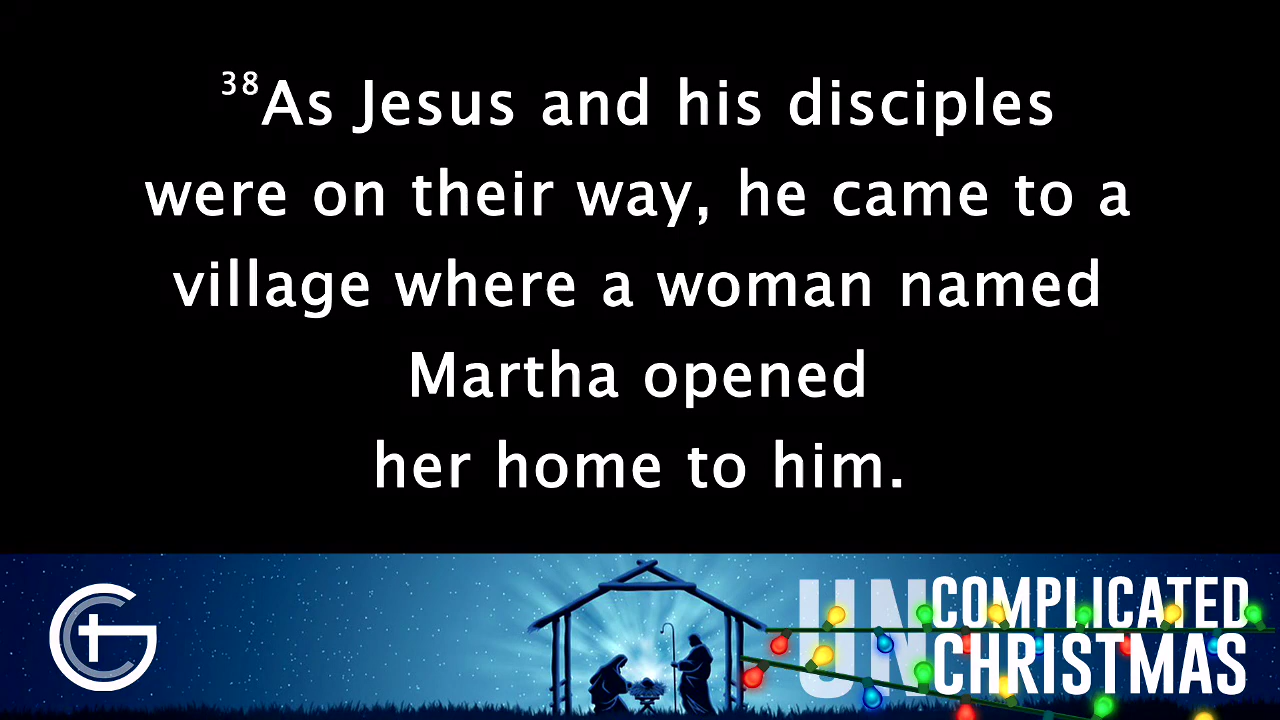 38As Jesus and his disciples
were on their way, he came to a
village where a woman named
Martha opened
her home to him.
UNCOMPLICATED
CHRISTMAS